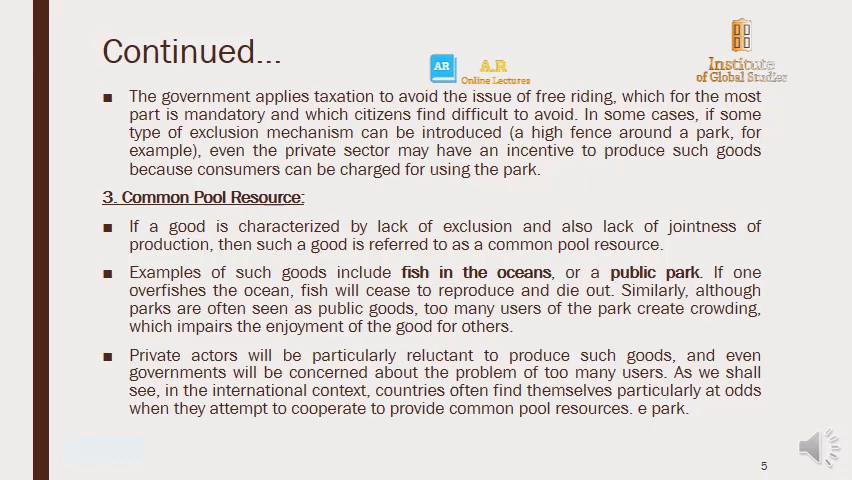 Continued...
AR
A.R
Online Lectures
Institute
of Global Studies
■ The government applies taxation to avoid the issue of free riding, which for the most
part is mandatory and which citizens find difficult to avoid. In some cases, if some
type of exclusion mechanism can be introduced (a high fence around a park, for
example), even the private sector may have an incentive to produce such goods
because consumers can be charged for using the park.
3. Common Pool Resource:
■ If a good is characterized by lack of exclusion and also lack of jointness of
production, then such a good is referred to as a common pool resource.
■ Examples of such goods include fish in the oceans, or a public park. If one
overfishes the ocean, fish will cease to reproduce and die out. Similarly, although
parks are often seen as public goods, too many users of the park create crowding,
which impairs the enjoyment of the good for others.
■ Private actors will be particularly reluctant to produce such goods, and even
governments will be concerned about the problem of too many users. As we shall
see, in the international context, countries often find themselves particularly at odds
when they attempt to cooperate to provide common pool resources. e park.
5